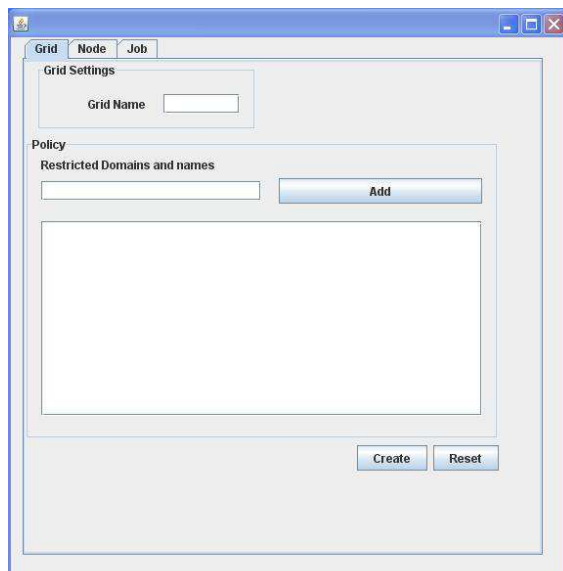 Grid Node Job
Grid Settings
Grid Name
Policy
Restricted Domains and names
Add
Create Reset